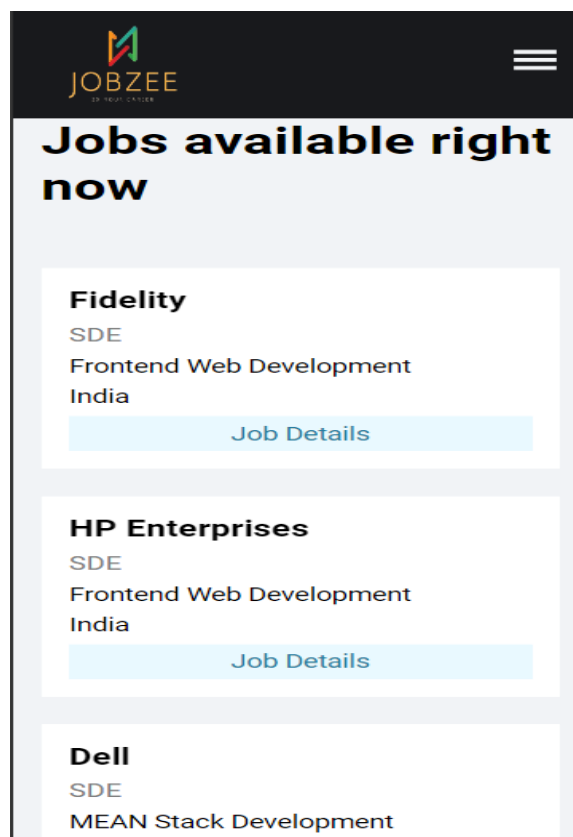 JOBZEE
Jobs available right
now
Fidelity
SDE
Frontend Web Development
India
Job Details
HP Enterprises
SDE
Frontend Web Development
India
Job Details
Dell
SDE
MEAN Stack Development